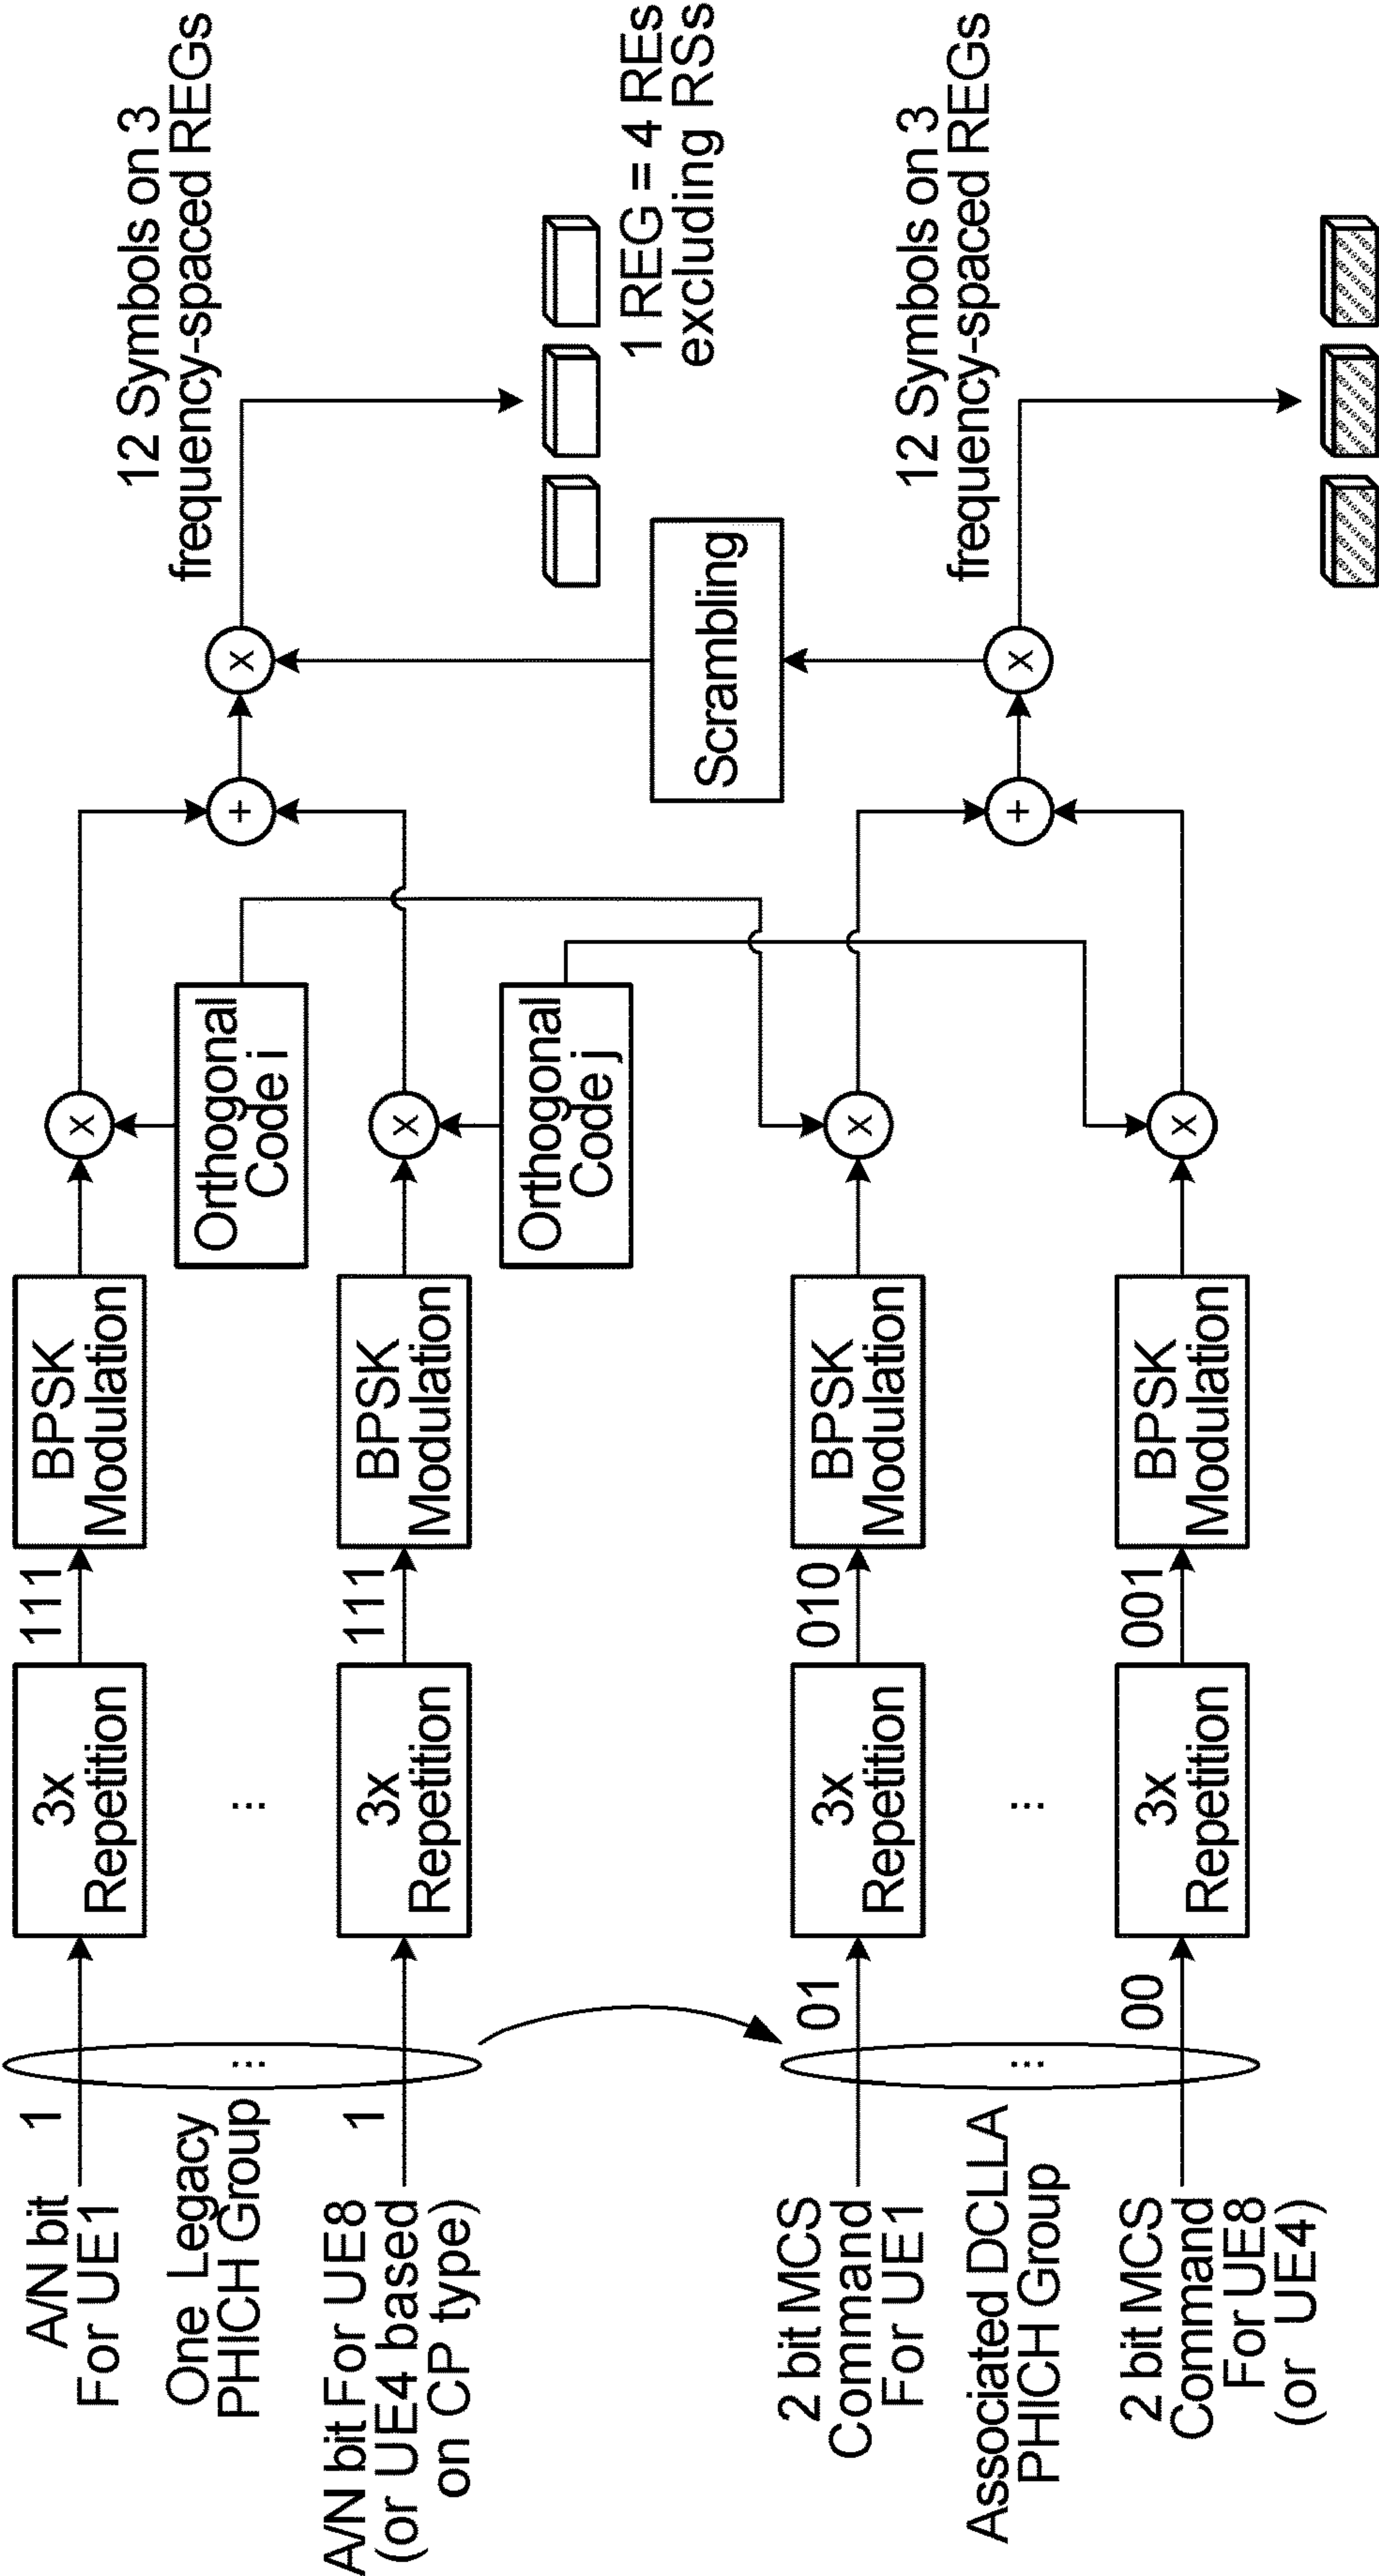 A/N bit
For UE1
1
3x
Repetition
111
BPSK
Modulation
x
Orthogonal
Code i
+
x
12 Symbols on 3
frequency-spaced REGs
One Legacy
PHICH Group
...
...
A/N bit For UE8
(or UE4 based
on CP type)
1
3x
Repetition
111
BPSK
Modulation
x
Orthogonal
Code j
1 REG = 4 REs
excluding RSs
Scrambling
2 bit MCS
Command
For UE1
01
3x
Repetition
010
BPSK
Modulation
x
+
x
12 Symbols on 3
frequency-spaced REGs
Associated DCLLA
PHICH Group
...
...
2 bit MCS
Command
For UE8
(or UE4)
00
3x
Repetition
001
BPSK
Modulation
x